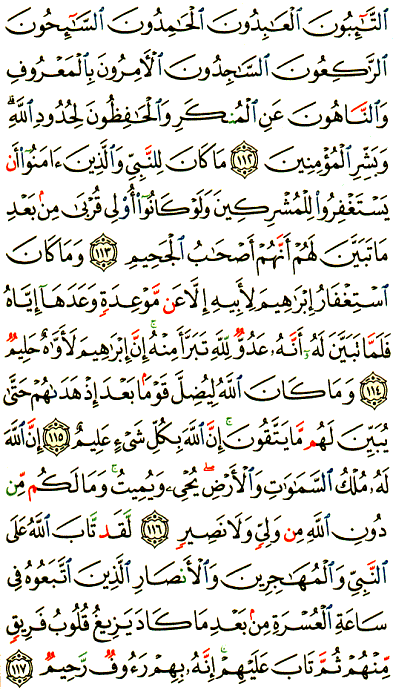 ٱلتَّٰٓئِبُونَ ٱلۡعَٰبِدُونَ ٱلۡحَٰمِدُونَ ٱلسَّٰٓئِحُونَ
ٱلرَّٰكِعُونَ ٱلسَّٰجِدُونَ ٱلۡأٓمِرُونَ بِٱلۡمَعۡرُوفِ
وَٱلنَّاهُونَ عَنِ ٱلۡمُنكَرِ وَٱلۡحَٰفِظُونَ لِحُدُودِ ٱللَّهِۗ
وَبَشِّرِ ٱلۡمُؤۡمِنِينَ ١١٢ مَا كَانَ لِلنَّبِيِّ وَٱلَّذِينَ ءَامَنُوٓاْ أَن
يَسۡتَغۡفِرُواْ لِلۡمُشۡرِكِينَ وَلَوۡ كَانُوٓاْ أُوْلِي قُرۡبَىٰ مِنۢ بَعۡدِ
مَا تَبَيَّنَ لَهُمۡ أَنَّهُمۡ أَصۡحَٰبُ ٱلۡجَحِيمِ ١١٣ وَمَا كَانَ
ٱسۡتِغۡفَارُ إِبۡرَٰهِيمَ لِأَبِيهِ إِلَّا عَن مَّوۡعِدَةٖ وَعَدَهَآ إِيَّاهُ
فَلَمَّا تَبَيَّنَ لَهُۥٓ أَنَّهُۥ عَدُوّٞ لِّلَّهِ تَبَرَّأَ مِنۡهُۚ إِنَّ إِبۡرَٰهِيمَ لَأَوَّٰهٌ حَلِيمٞ
١١٤ وَمَا كَانَ ٱللَّهُ لِيُضِلَّ قَوۡمَۢا بَعۡدَ إِذۡ هَدَىٰهُمۡ حَتَّىٰ
يُبَيِّنَ لَهُم مَّا يَتَّقُونَۚ إِنَّ ٱللَّهَ بِكُلِّ شَيۡءٍ عَلِيمٌ ١١٥ إِنَّ ٱللَّهَ
لَهُۥ مُلۡكُ ٱلسَّمَٰوَٰتِ وَٱلۡأَرۡضِۖ يُحۡيِۦ وَيُمِيتُۚ وَمَا لَكُم مِّن
دُونِ ٱللَّهِ مِن وَلِيّٖ وَلَا نَصِيرٖ ١١٦ لَّقَد تَّابَ ٱللَّهُ عَلَى
ٱلنَّبِيِّ وَٱلۡمُهَٰجِرِينَ وَٱلۡأَنصَارِ ٱلَّذِينَ ٱتَّبَعُوهُ فِي
سَاعَةِ ٱلۡعُسۡرَةِ مِنۢ بَعۡدِ مَا كَادَ يَزِيغُ قُلُوبُ فَرِيقٖ
مِّنۡهُمۡ ثُمَّ تَابَ عَلَيۡهِمۡۚ إِنَّهُۥ بِهِمۡ رَءُوفٞ رَّحِيمٞ ١١٧